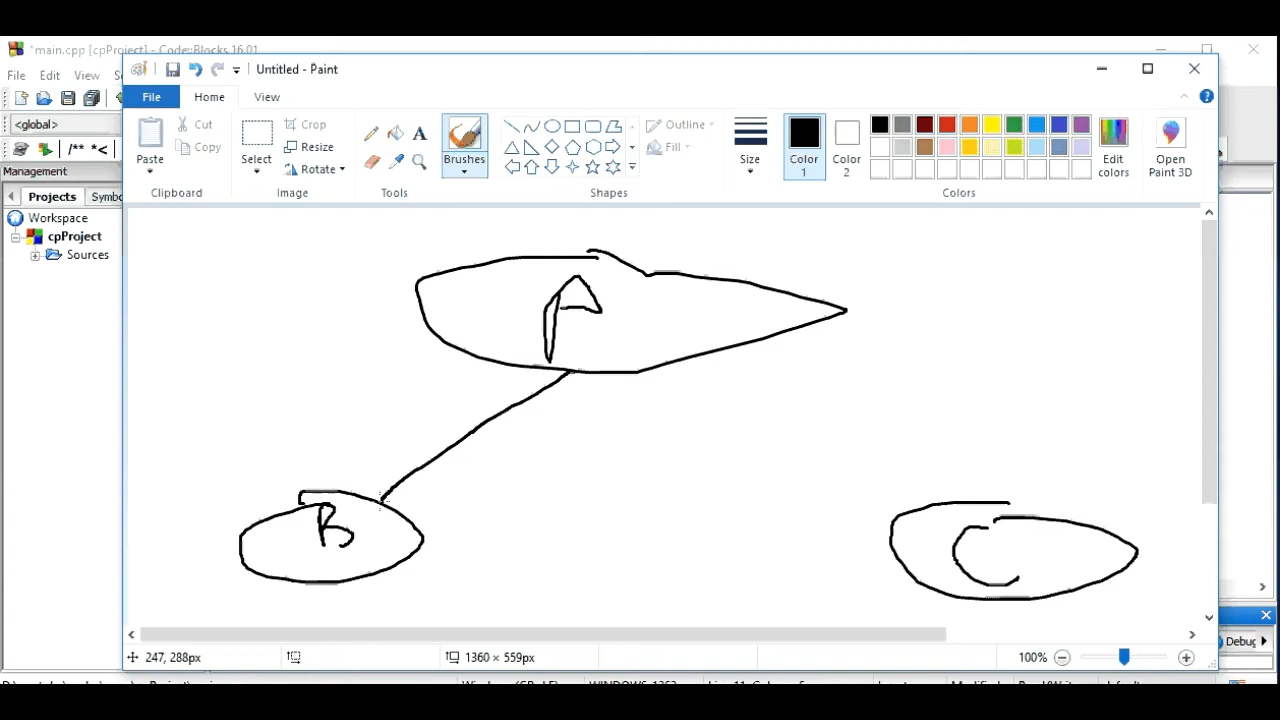 *main.cpp [cpProject] - Code::Blocks 16.01
File Edit View
Untitled - Paint
File Home View
<global>
/** *<
Management
Projects Symbo
Workspace
cpProject
Sources
Paste
Cut
Copy
Clipboard
Select
Crop
Resize
Rotate
Image
A
Tools
Brushes
Shapes
Outline
Fill
Size
Color 1
Color 2
Edit colors
Open Paint 3D
Colors
A
B
C
247, 288px
1360 × 559px
100%
Debug